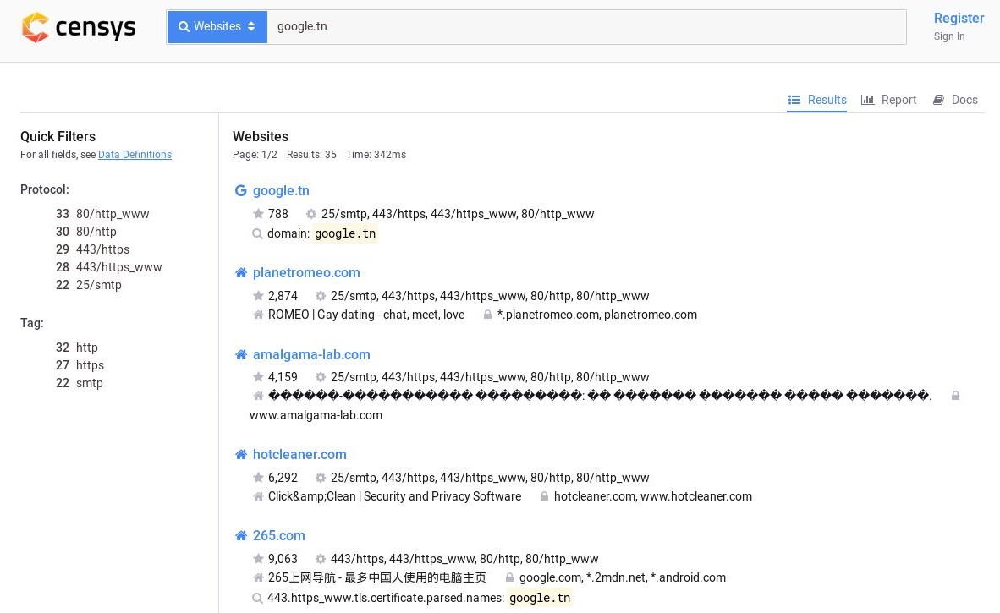 censys
Websites
google.tn
Register
Sign In
Results
Report
Docs
Quick Filters
For all fields, see Data Definitions
Protocol:
33 80/http_www
30 80/http
29 443/https
28 443/https_www
22 25/smtp
Tag:
32 http
27 https
22 smtp
Websites
Page: 1/2 Results: 35 Time: 342ms
google.tn
788 25/smtp, 443/https, 443/https_www, 80/http_www
domain: google.tn
planetromeo.com
2,874 25/smtp, 443/https, 443/https_www, 80/http, 80/http_www
ROMEO | Gay dating - chat, meet, love *.planetromeo.com, planetromeo.com
amalgama-lab.com
4,159 25/smtp, 443/https, 443/https_www, 80/http, 80/http_www
������-����������� ���������: �� ������� ������� ����� �������.
www.amalgama-lab.com
hotcleaner.com
6,292 25/smtp, 443/https, 443/https_www, 80/http, 80/http_www
Click&amp;Clean | Security and Privacy Software hotcleaner.com, www.hotcleaner.com
265.com
9,063 443/https, 443/https_www, 80/http, 80/http_www
265上网导航 - 最多中国人使用的电脑主页 google.com, *.2mdn.net, *.android.com
443.https_www.tls.certificate.parsed.names: google.tn